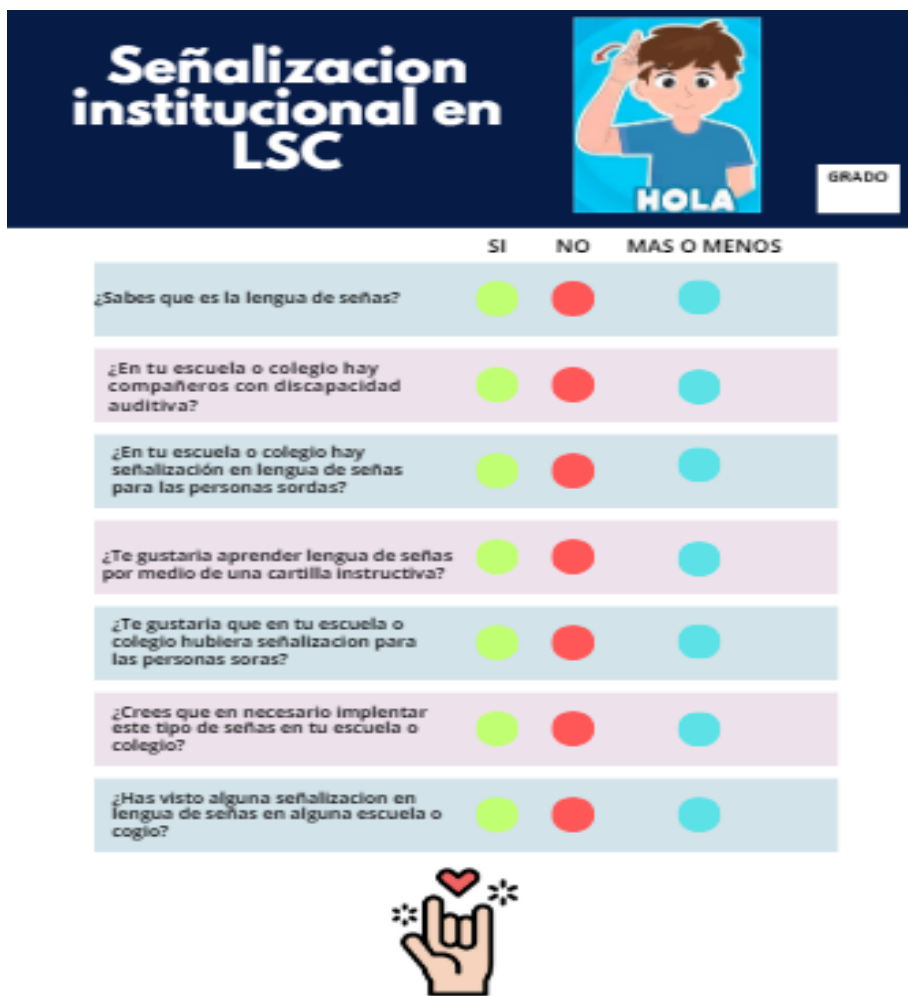 Señalizacion
institucional en
LSC
HOLA
GRADO
SI NO MAS O MENOS
¿Sabes que es la lengua de señas?
¿En tu escuela o colegio hay
compañeros con discapacidad
auditiva?
¿En tu escuela o colegio hay
señalización en lengua de señas
para las personas sordas?
¿Te gustaria aprender lengua de señas
por medio de una cartilla instructiva?
¿Te gustaria que en tu escuela o
colegio hubiera señalizacion para
las personas soras?
¿Crees que en necesario implentar
este tipo de señas en tu escuela o
colegio?
¿Has visto alguna señalizacion en
lengua de señas en alguna escuela o
cogio?